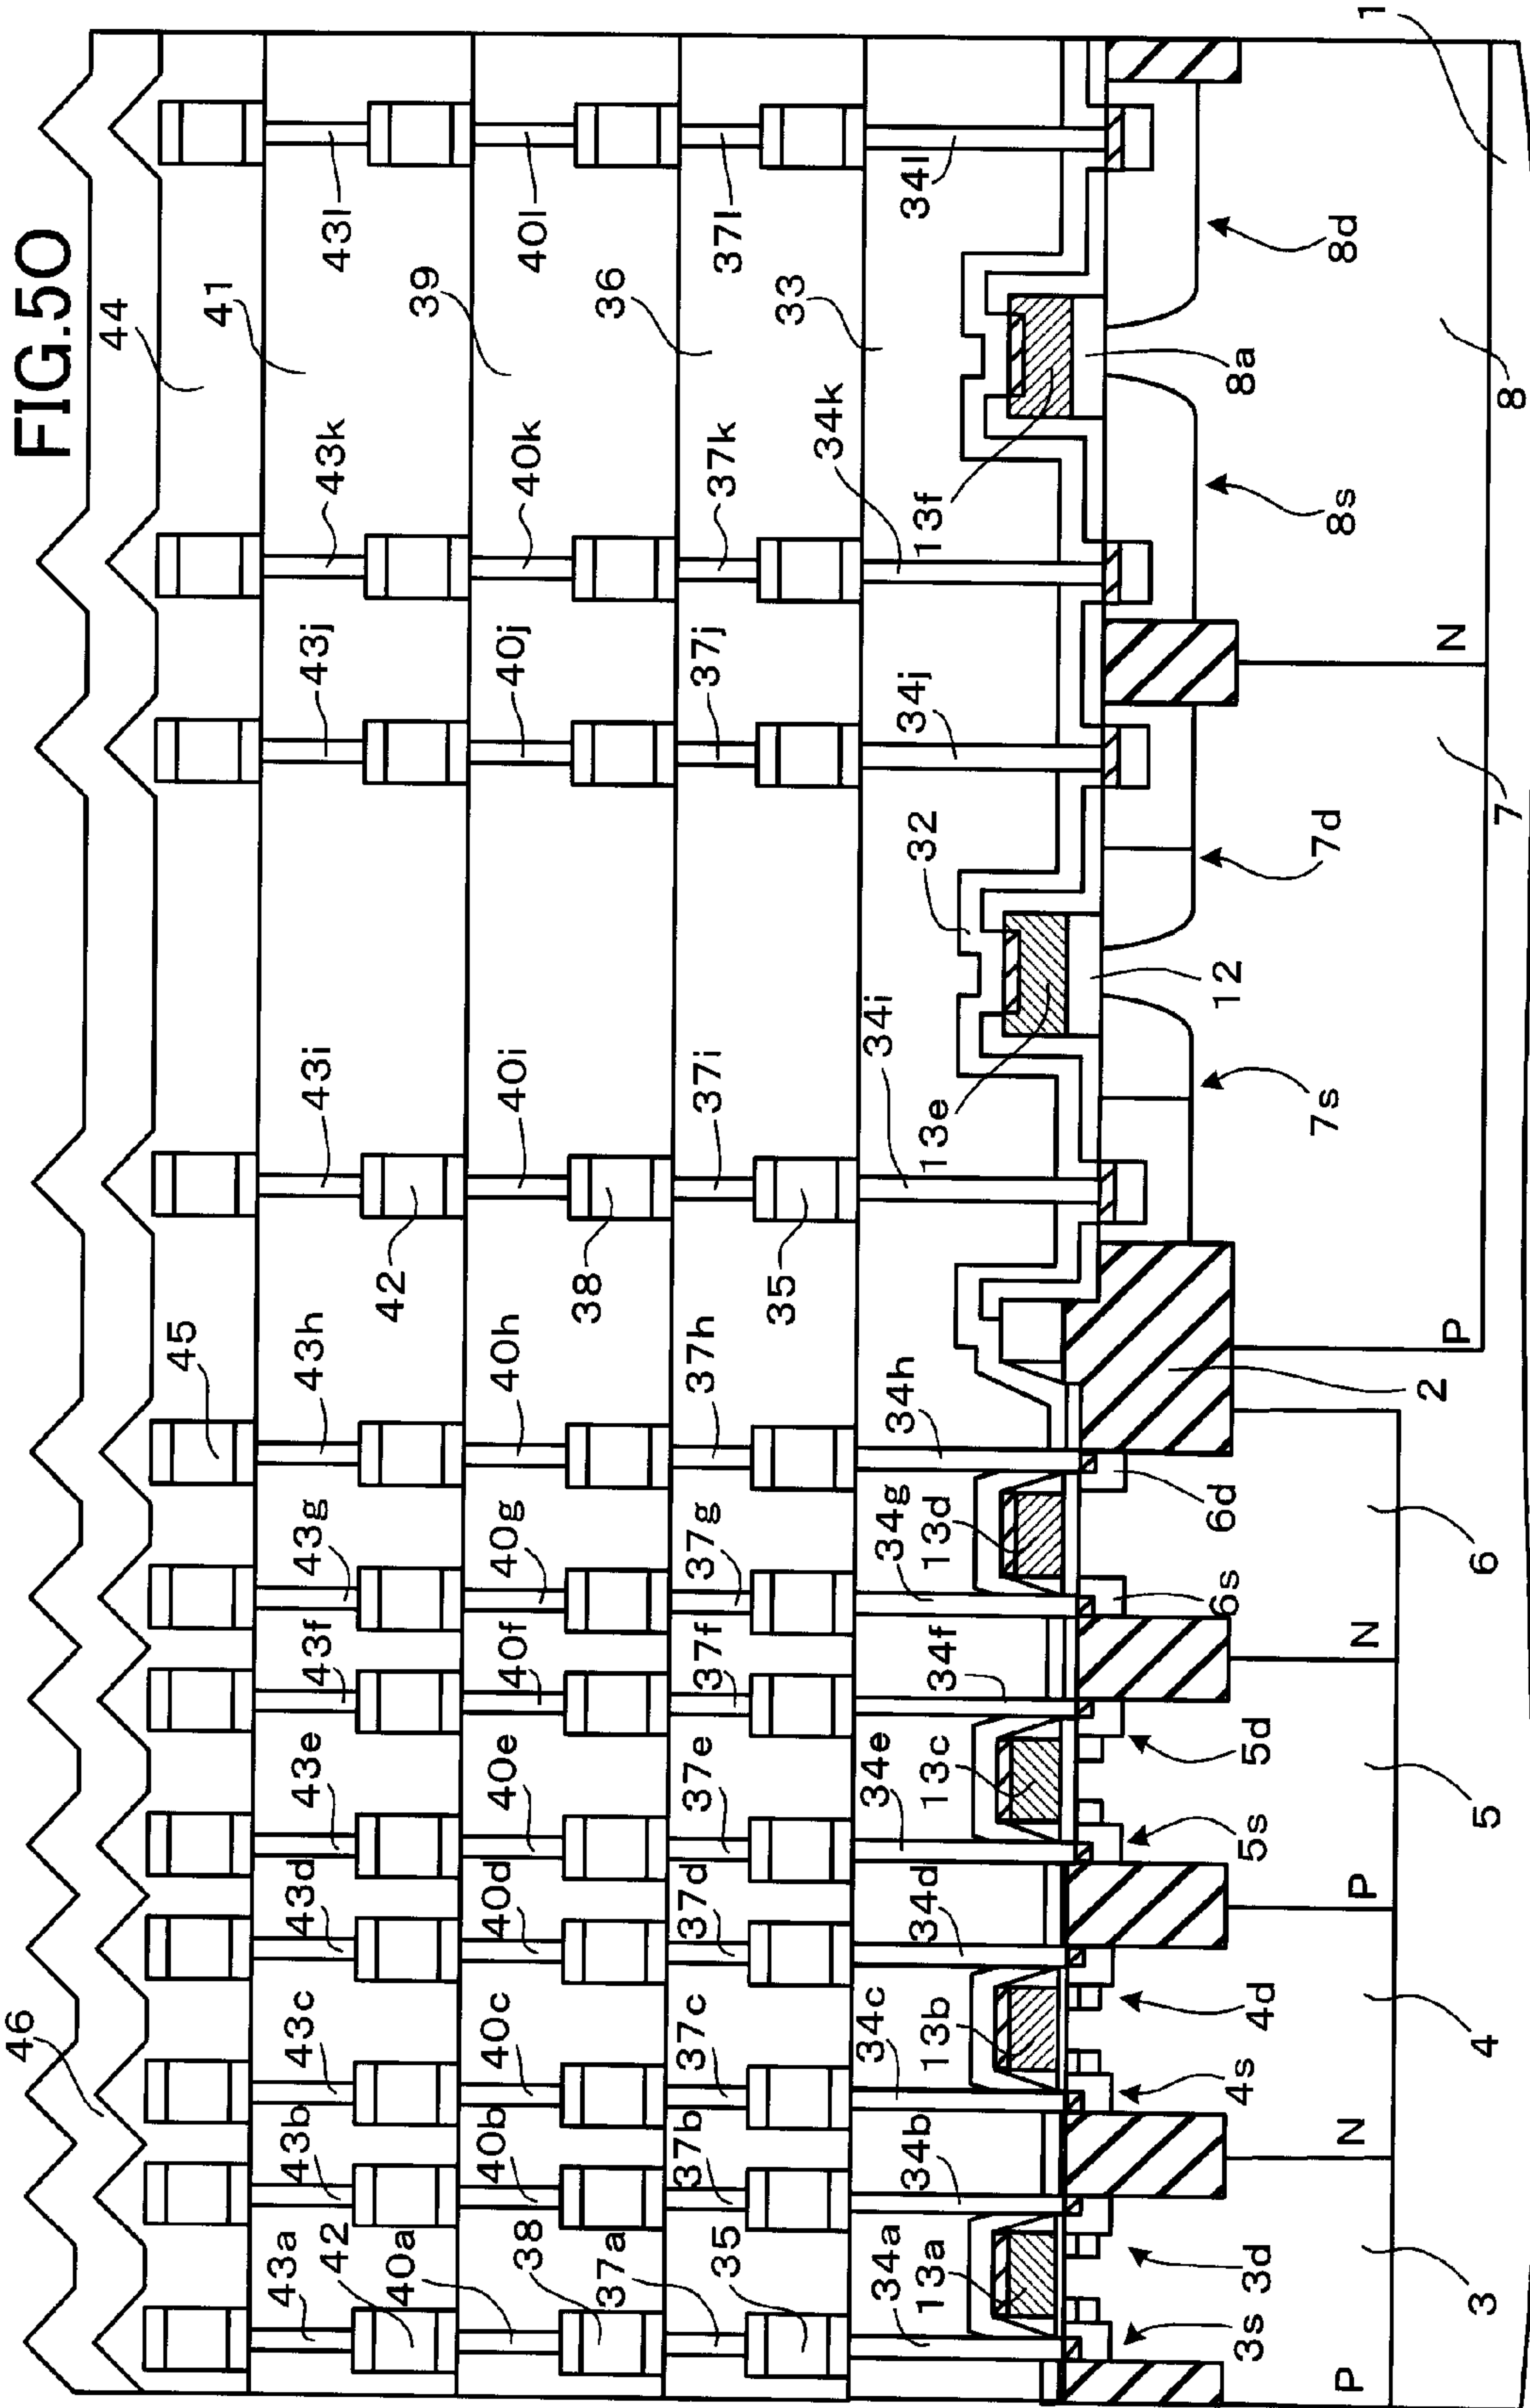 FIG.50
46 45 44
43a 43b 43c 43d 43e 43f 43g 43h 43i 43j 43k 43l
41
42 42
40a 40b 40c 40d 40e 40f 40g 40h 40i 40j 40k 40l
39
38 38
37a 37b 37c 37d 37e 37f 37g 37h 37i 37j 37k 37l
36
35 35
34a 34b 34c 34d 34e 34f 34g 34h 34i 34j 34k 34l
33
32
13a 13b 13c 13d 13e 13f
3s 3d 4s 4d 5s 5d 6s 6d 7s 12 7d 8s 8a 8d
P N P N P N
3 4 5 6 2 7 8 1